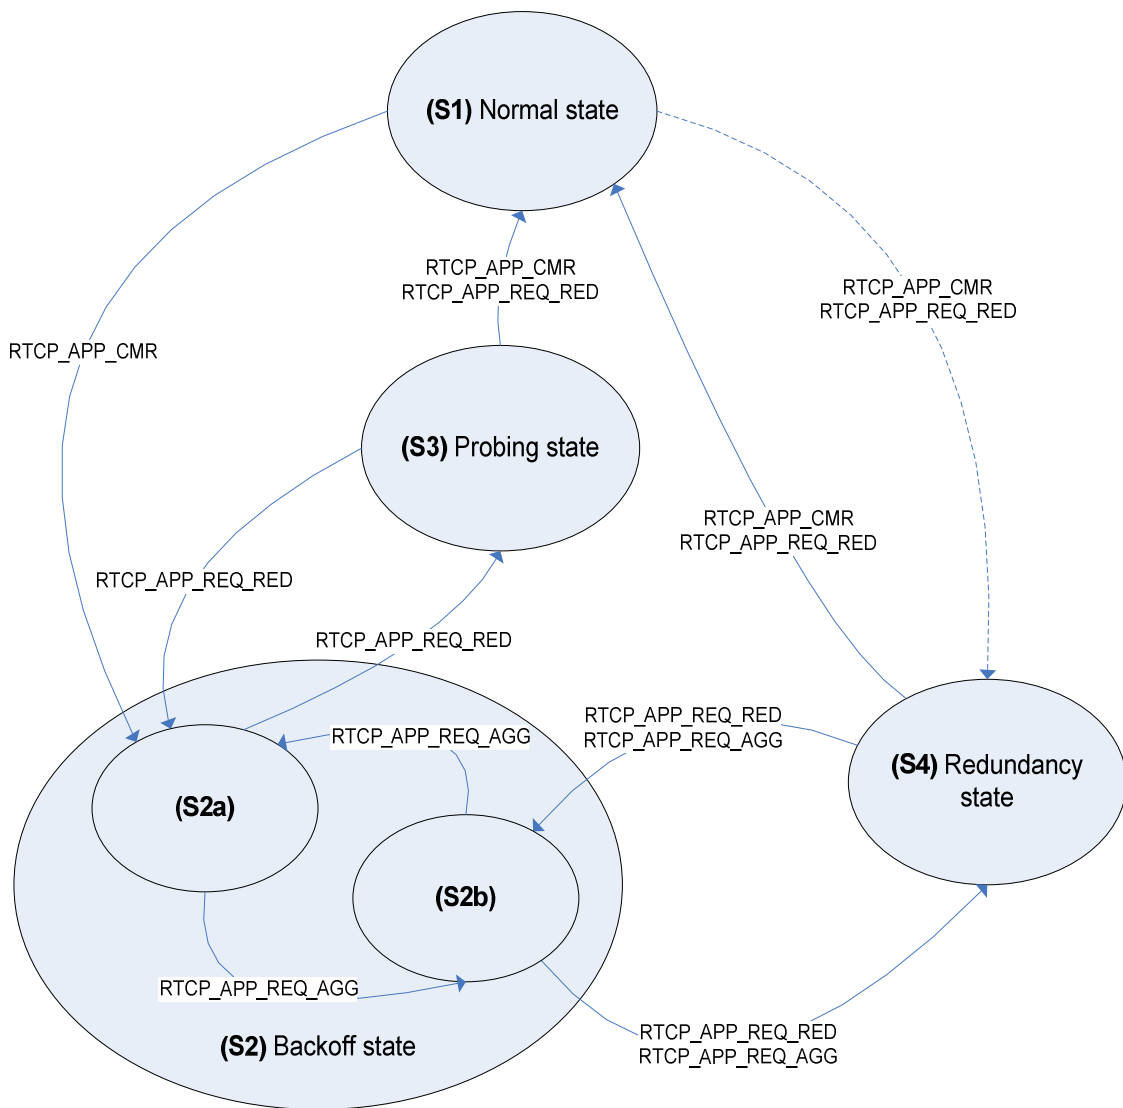 (S1) Normal state
RTCP_APP_CMR
RTCP_APP_REQ_RED
RTCP_APP_CMR
RTCP_APP_REQ_RED
RTCP_APP_CMR
(S3) Probing state
RTCP_APP_CMR
RTCP_APP_REQ_RED
RTCP_APP_REQ_RED
RTCP_APP_REQ_RED
RTCP_APP_REQ_RED
RTCP_APP_REQ_AGG
RTCP_APP_REQ_AGG
(S4) Redundancy
state
(S2a)
(S2b)
RTCP_APP_REQ_AGG
(S2) Backoff state
RTCP_APP_REQ_RED
RTCP_APP_REQ_AGG